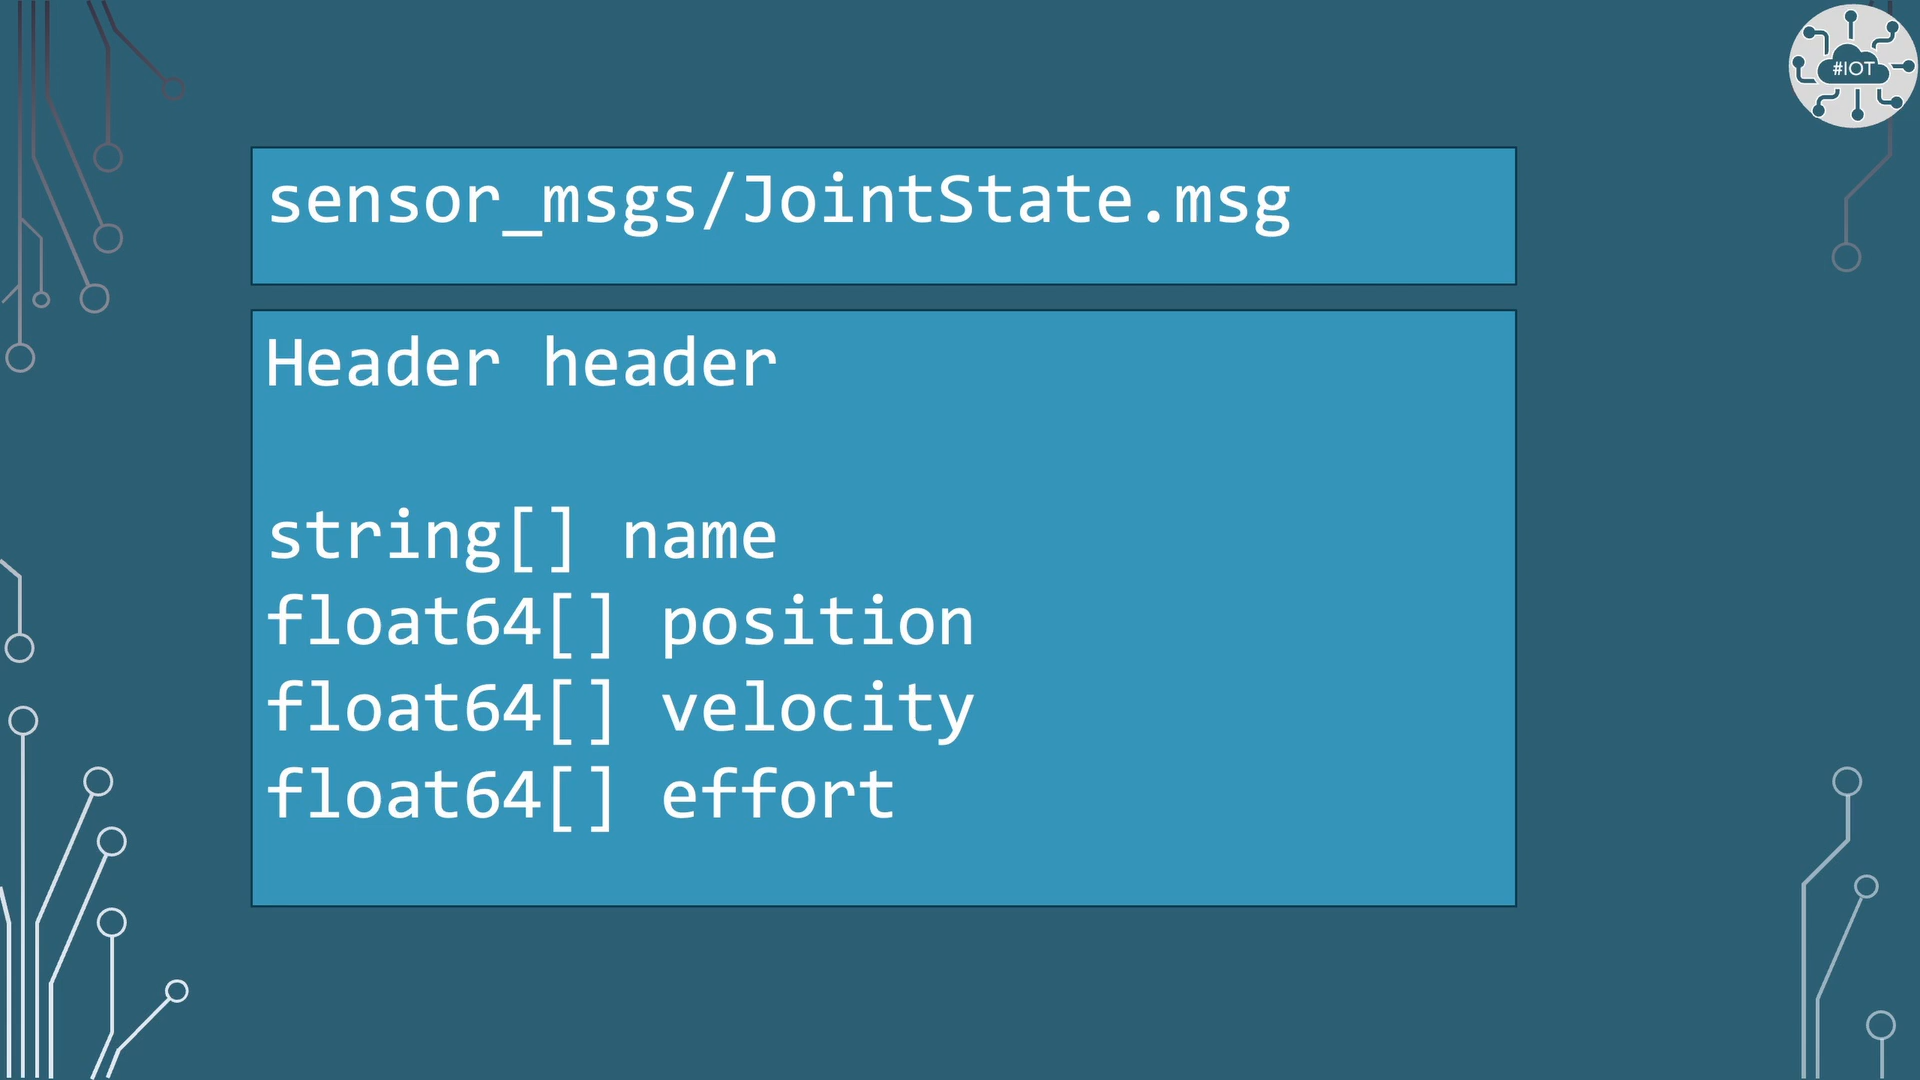 #IOT
sensor_msgs/JointState.msg
Header header
string[] name
float64[] position
float64[] velocity
float64[] effort